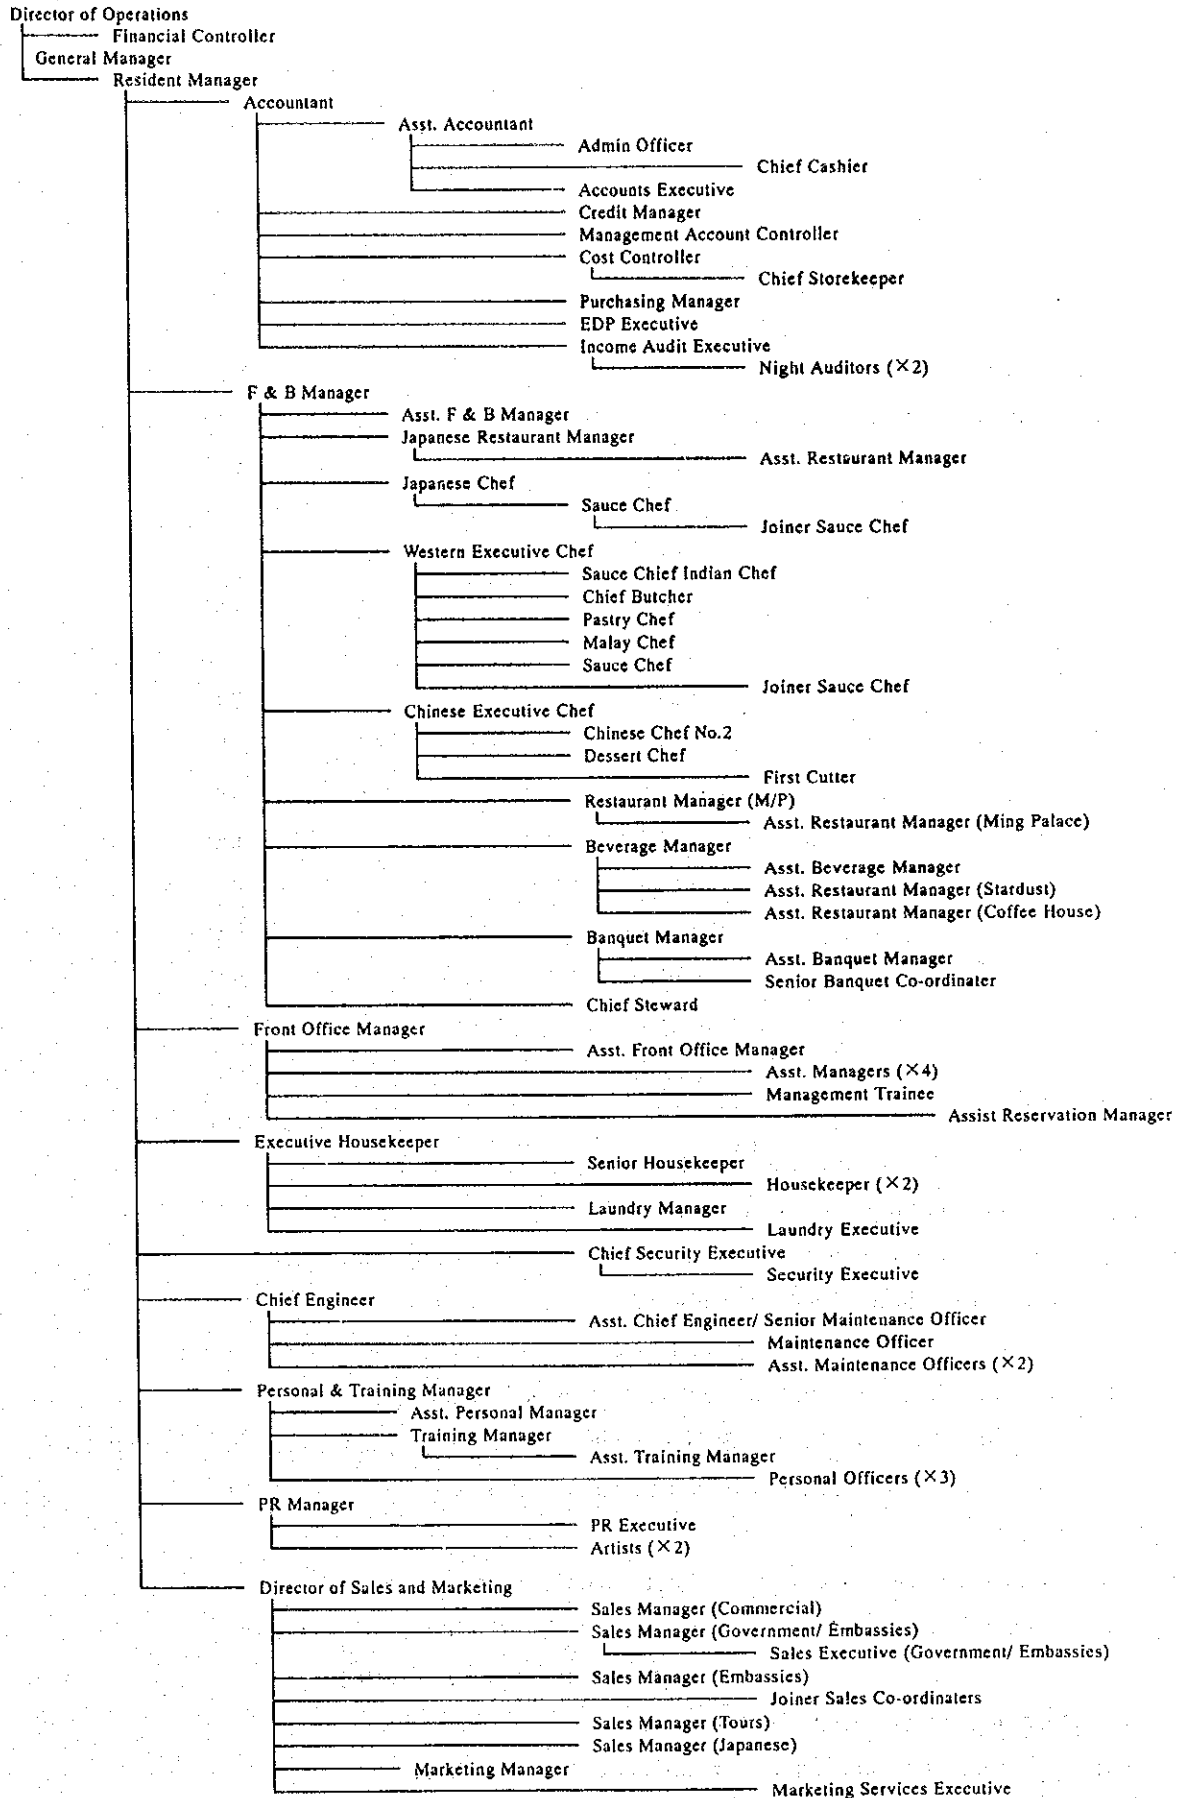 Director of Operations
Financial Controller
General Manager
Resident Manager
Accountant
Asst. Accountant
Admin Officer
Chief Cashier
Accounts Executive
Credit Manager
Management Account Controller
Cost Controller
Chief Storekeeper
Purchasing Manager
EDP Executive
Income Audit Executive
Night Auditors (×2)
F & B Manager
Asst. F & B Manager
Japanese Restaurant Manager
Asst. Restaurant Manager
Japanese Chef
Sauce Chef
Joiner Sauce Chef
Western Executive Chef
Sauce Chief Indian Chef
Chief Butcher
Pastry Chef
Malay Chef
Sauce Chef
Joiner Sauce Chef
Chinese Executive Chef
Chinese Chef No.2
Dessert Chef
First Cutter
Restaurant Manager (M/P)
Asst. Restaurant Manager (Ming Palace)
Beverage Manager
Asst. Beverage Manager
Asst. Restaurant Manager (Stardust)
Asst. Restaurant Manager (Coffee House)
Banquet Manager
Asst. Banquet Manager
Senior Banquet Co-ordinater
Chief Steward
Front Office Manager
Asst. Front Office Manager
Asst. Managers (×4)
Management Trainee
Assist Reservation Manager
Executive Housekeeper
Senior Housekeeper
Housekeeper (×2)
Laundry Manager
Laundry Executive
Chief Security Executive
Security Executive
Chief Engineer
Asst. Chief Engineer/ Senior Maintenance Officer
Maintenance Officer
Asst. Maintenance Officers (×2)
Personal & Training Manager
Asst. Personal Manager
Training Manager
Asst. Training Manager
Personal Officers (×3)
PR Manager
PR Executive
Artists (×2)
Director of Sales and Marketing
Sales Manager (Commercial)
Sales Manager (Government/ Embassies)
Sales Executive (Government/ Embassies)
Sales Manager (Embassies)
Joiner Sales Co-ordinaters
Sales Manager (Tours)
Sales Manager (Japanese)
Marketing Manager
Marketing Services Executive